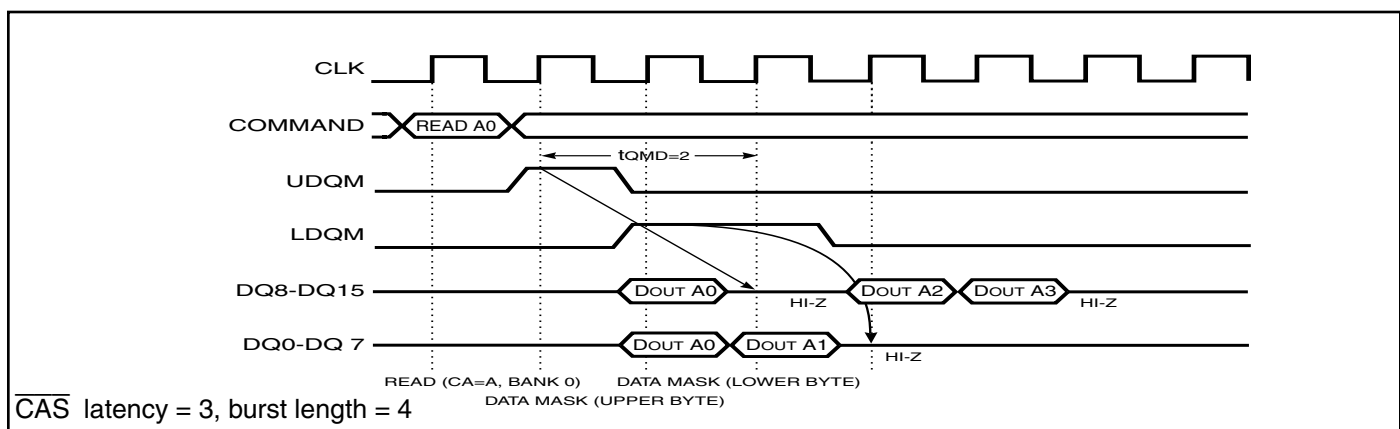 CLK
COMMAND READ A0
tQMD=2
UDQM
LDQM
DQ8-DQ15 DOUT A0 HI-Z DOUT A2 DOUT A3 HI-Z
DQ0-DQ 7 DOUT A0 DOUT A1 HI-Z
READ (CA=A, BANK 0) DATA MASK (LOWER BYTE)
DATA MASK (UPPER BYTE)
CAS latency = 3, burst length = 4